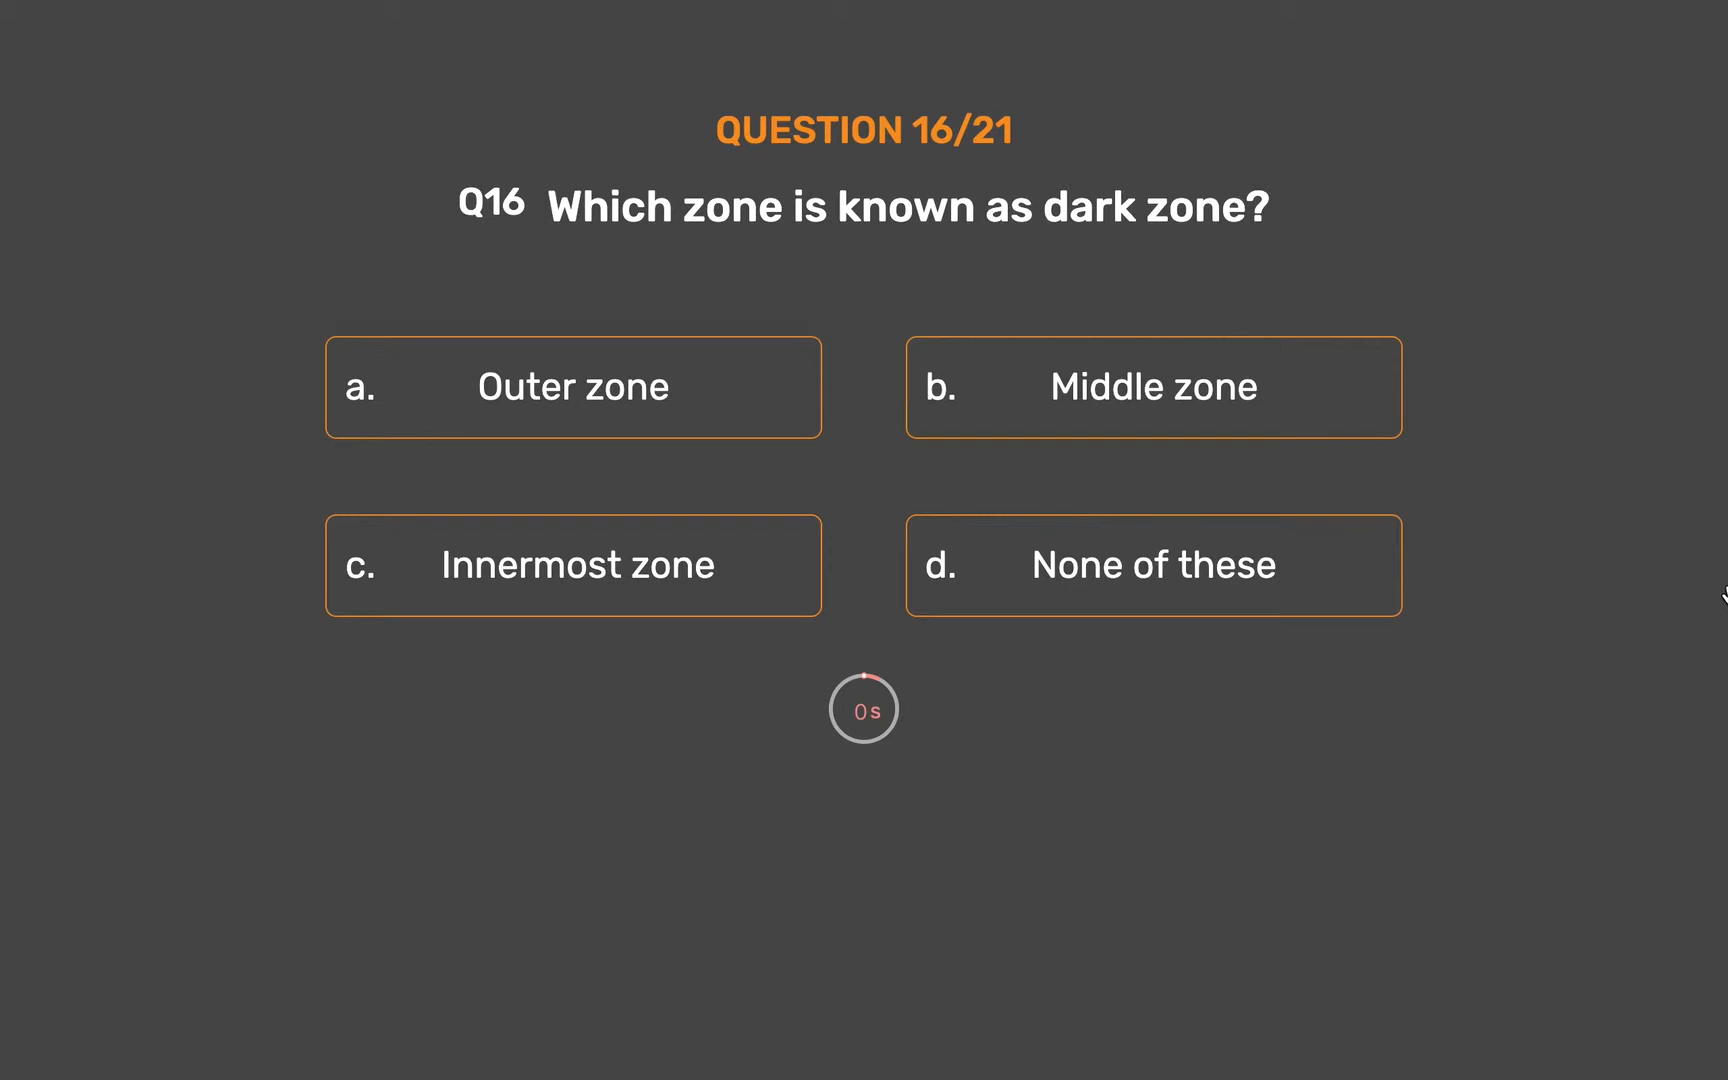 QUESTION 16/21
Q16 Which zone is known as dark zone?
a. Outer zone
b. Middle zone
c. Innermost zone
d. None of these
0s